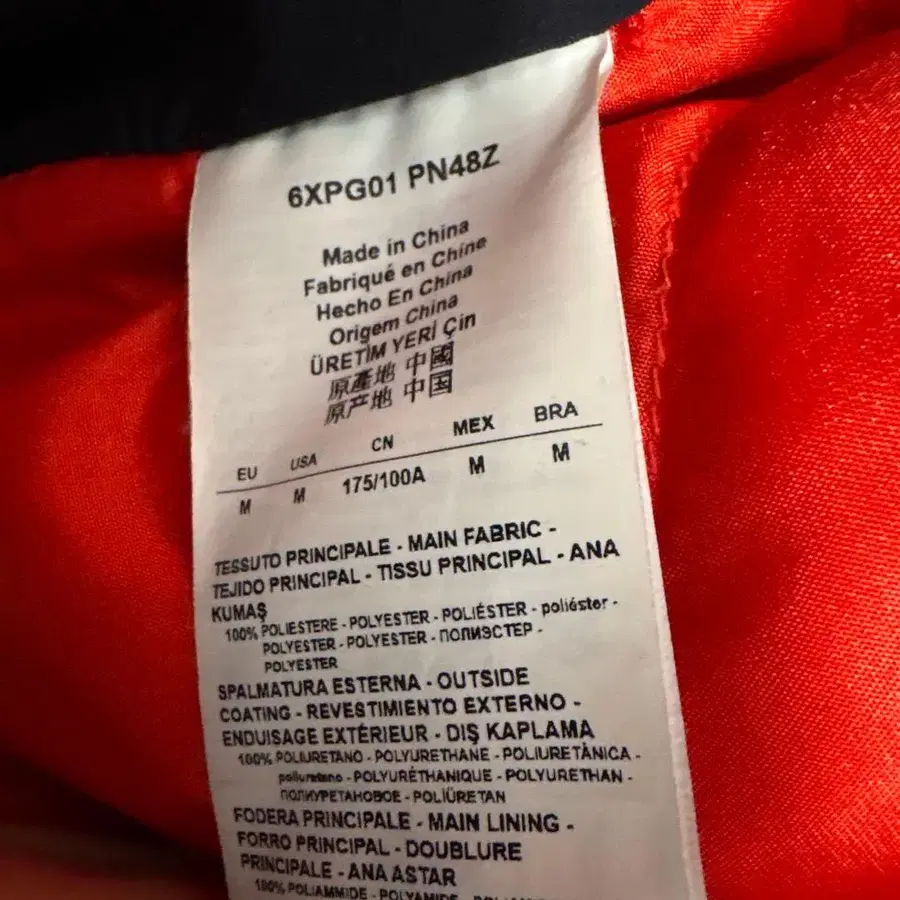 6XPG01 PN48Z
Made in China
Fabriqué en Chine
Hecho En China
Origem China
ÜRETİM YERİ Çin
原產地 中國
原产地 中国
EU USA CN MEX BRA
M M 175/100A M M
TESSUTO PRINCIPALE - MAIN FABRIC -
TEJIDO PRINCIPAL - TISSU PRINCIPAL - ANA
KUMAŞ
100% POLIESTERE - POLYESTER - POLIÉSTER - poliéster -
POLYESTER - POLYESTER - ПОЛИЭСТЕР -
POLYESTER
SPALMATURA ESTERNA - OUTSIDE
COATING - REVESTIMIENTO EXTERNO -
ENDUISAGE EXTÉRIEUR - DIŞ KAPLAMA
100% POLIURETANO - POLYURETHANE - POLIURETÂNICA -
poliuretano - POLYURÉTHANIQUE - POLYURETHAN -
ПОЛИУРЕТАНОВОЕ - POLİÜRETAN
FODERA PRINCIPALE - MAIN LINING -
FORRO PRINCIPAL - DOUBLURE
PRINCIPALE - ANA ASTAR
100% POLIAMMIDE - POLYAMIDE -